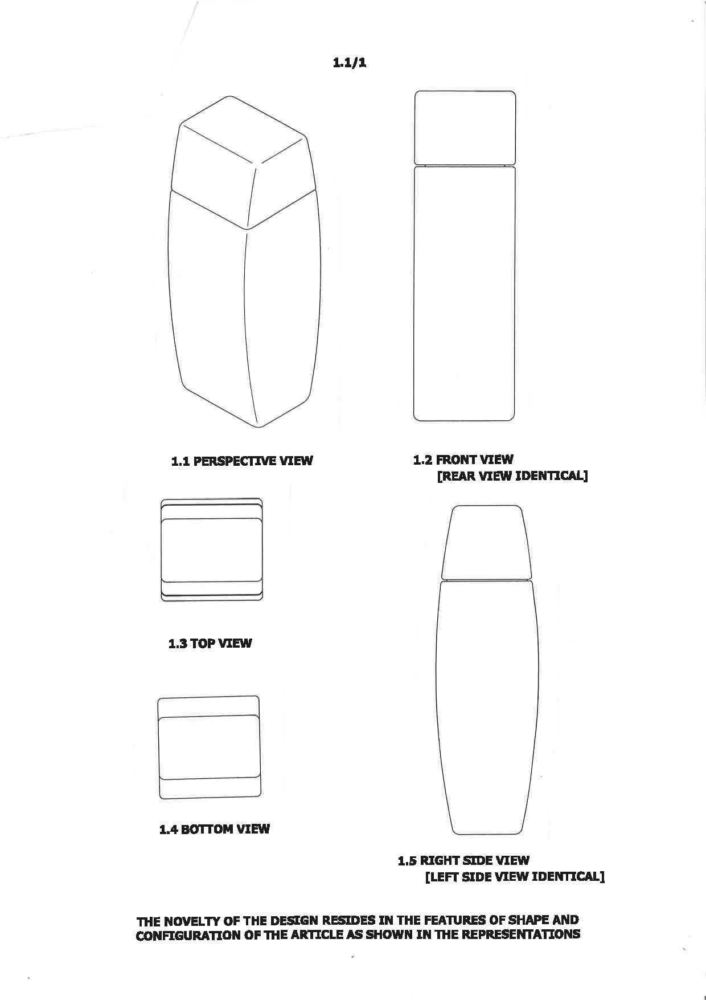 1.1/1
1.1 PERSPECTIVE VIEW
1.2 FRONT VIEW
[REAR VIEW IDENTICAL]
1.3 TOP VIEW
1.4 BOTTOM VIEW
1.5 RIGHT SIDE VIEW
[LEFT SIDE VIEW IDENTICAL]
THE NOVELTY OF THE DESIGN RESIDES IN THE FEATURES OF SHAPE AND
CONFIGURATION OF THE ARTICLE AS SHOWN IN THE REPRESENTATIONS